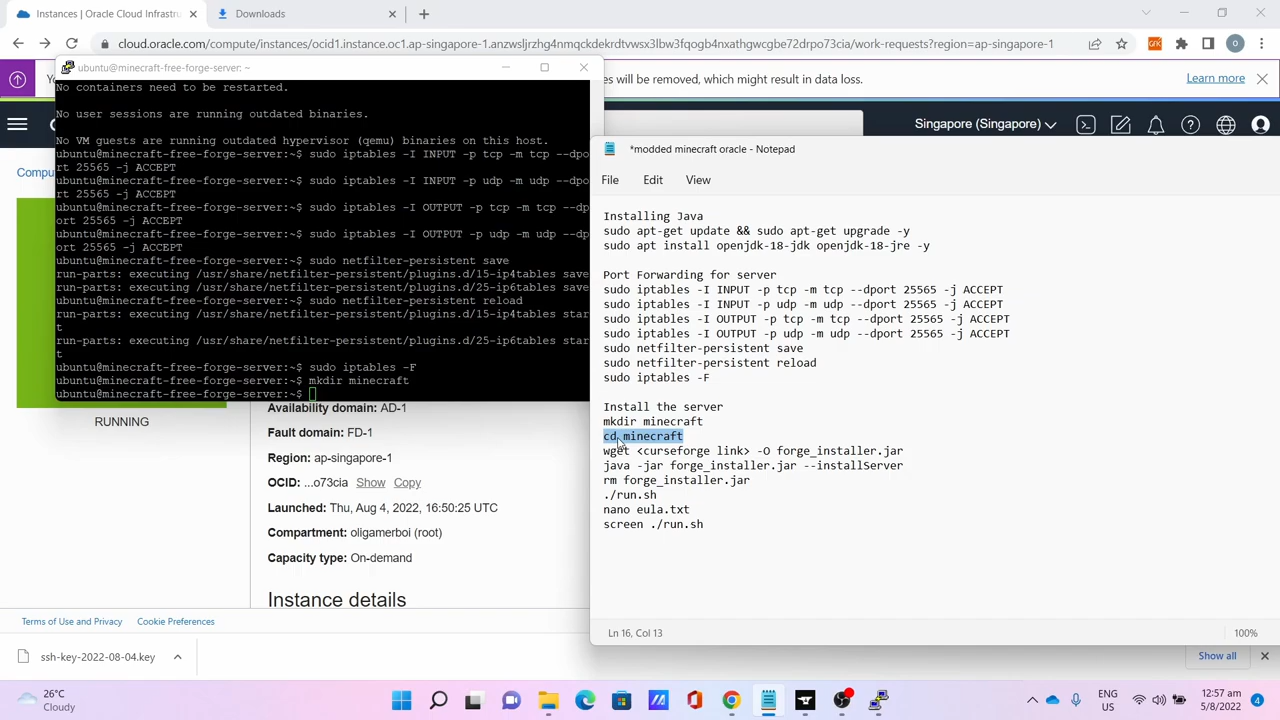 Instances | Oracle Cloud Infrastru
Downloads
cloud.oracle.com/compute/instances/ocid1.instance.oc1.ap-singapore-1.anzwsljrzhg4nmqckdekrdtvwsx3lbw3fqogb4nxathgwcgbe72drpo73cia/work-requests?region=ap-singapore-1
ubuntu@minecraft-free-forge-server: ~
es will be removed, which might result in data loss.
Learn more
Singapore (Singapore)
Compu
No containers need to be restarted.
No user sessions are running outdated binaries.
No VM guests are running outdated hypervisor (qemu) binaries on this host.
ubuntu@minecraft-free-forge-server:~$ sudo iptables -I INPUT -p tcp -m tcp --dpo
rt 25565 -j ACCEPT
ubuntu@minecraft-free-forge-server:~$ sudo iptables -I INPUT -p udp -m udp --dpo
rt 25565 -j ACCEPT
ubuntu@minecraft-free-forge-server:~$ sudo iptables -I OUTPUT -p tcp -m tcp --dp
ort 25565 -j ACCEPT
ubuntu@minecraft-free-forge-server:~$ sudo iptables -I OUTPUT -p udp -m udp --dp
ort 25565 -j ACCEPT
ubuntu@minecraft-free-forge-server:~$ sudo netfilter-persistent save
run-parts: executing /usr/share/netfilter-persistent/plugins.d/15-ip4tables save
run-parts: executing /usr/share/netfilter-persistent/plugins.d/25-ip6tables save
ubuntu@minecraft-free-forge-server:~$ sudo netfilter-persistent reload
run-parts: executing /usr/share/netfilter-persistent/plugins.d/15-ip4tables star
t
run-parts: executing /usr/share/netfilter-persistent/plugins.d/25-ip6tables star
t
ubuntu@minecraft-free-forge-server:~$ sudo iptables -F
ubuntu@minecraft-free-forge-server:~$ mkdir minecraft
ubuntu@minecraft-free-forge-server:~$
RUNNING
Availability domain: AD-1
Fault domain: FD-1
Region: ap-singapore-1
OCID: ...o73cia Show Copy
Launched: Thu, Aug 4, 2022, 16:50:25 UTC
Compartment: oligamerboi (root)
Capacity type: On-demand
Instance details
*modded minecraft oracle - Notepad
File Edit View
Installing Java
sudo apt-get update && sudo apt-get upgrade -y
sudo apt install openjdk-18-jdk openjdk-18-jre -y
Port Forwarding for server
sudo iptables -I INPUT -p tcp -m tcp --dport 25565 -j ACCEPT
sudo iptables -I INPUT -p udp -m udp --dport 25565 -j ACCEPT
sudo iptables -I OUTPUT -p tcp -m tcp --dport 25565 -j ACCEPT
sudo iptables -I OUTPUT -p udp -m udp --dport 25565 -j ACCEPT
sudo netfilter-persistent save
sudo netfilter-persistent reload
sudo iptables -F
Install the server
mkdir minecraft
cd minecraft
wget <curseforge link> -O forge_installer.jar
java -jar forge_installer.jar --installServer
rm forge_installer.jar
./run.sh
nano eula.txt
screen ./run.sh
Ln 16, Col 13
100%
Terms of Use and Privacy Cookie Preferences
ssh-key-2022-08-04.key
Show all
26°C
Cloudy
ENG
US
12:57 am
5/8/2022
4